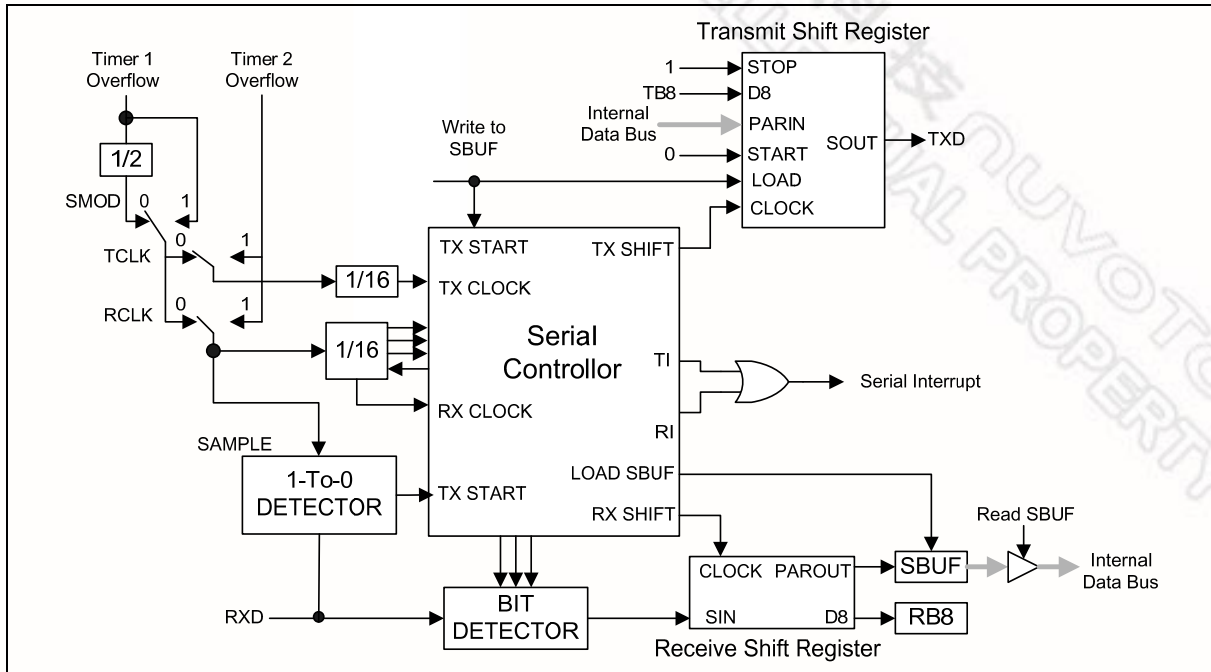 Transmit Shift Register
Timer 1
Overflow
Timer 2
Overflow
1
STOP
TB8
D8
Internal
Data Bus
PARIN
SOUT
TXD
Write to
SBUF
0
START
LOAD
CLOCK
1/2
SMOD
0
1
TX START
TX SHIFT
TCLK
0
1
1/16
TX CLOCK
RCLK
0
1
1/16
Serial
Controllor
TI
Serial Interrupt
RX CLOCK
RI
SAMPLE
1-To-0
DETECTOR
TX START
LOAD SBUF
RX SHIFT
Read SBUF
CLOCK
PAROUT
SBUF
Internal
Data Bus
RXD
BIT
DETECTOR
SIN
D8
RB8
Receive Shift Register
技 nuvoTo
IAL PROPERTY